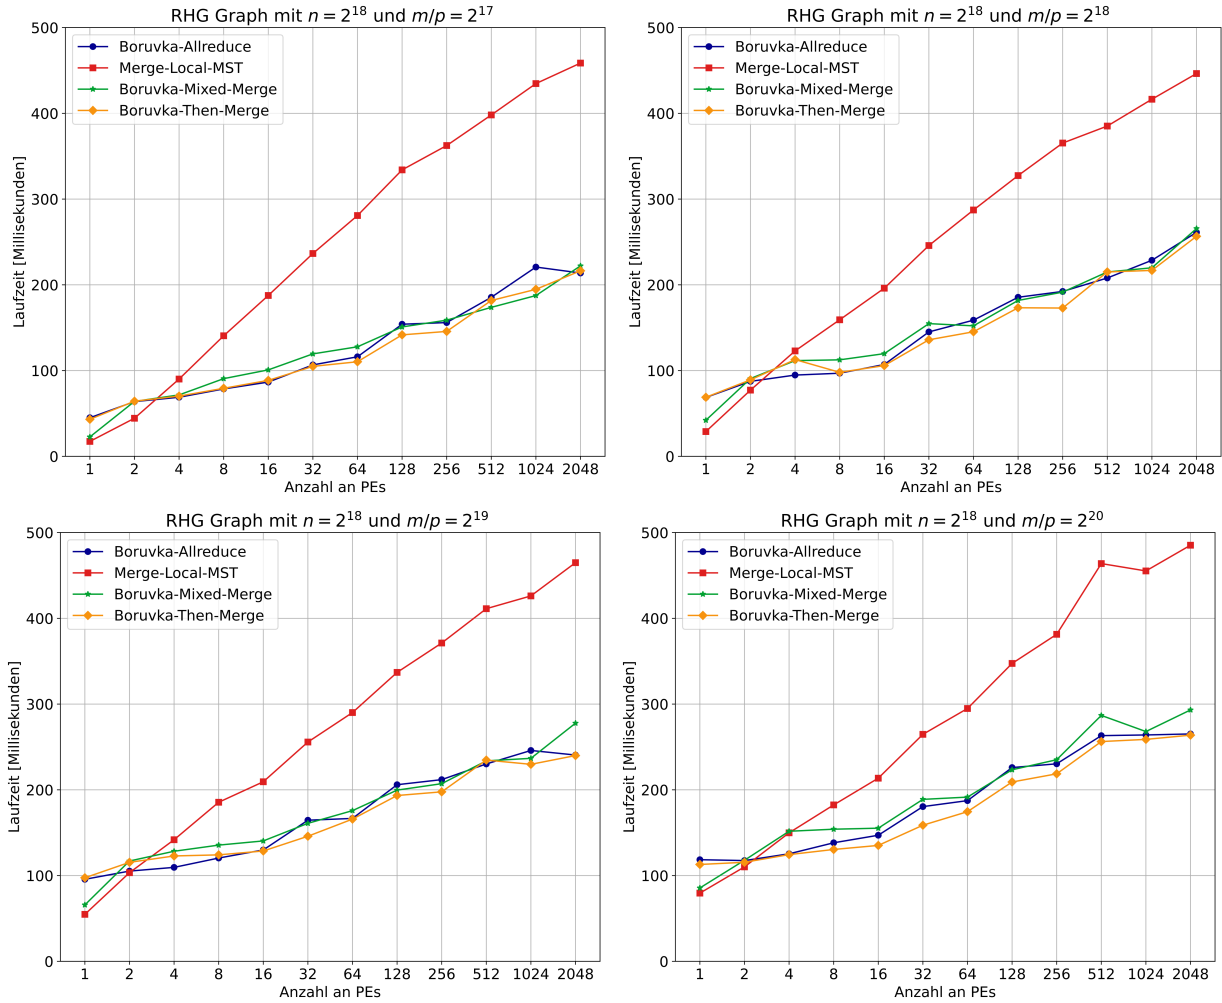 RHG Graph mit n = 2^18 und m/p = 2^17
500
400
300
200
100
0
Laufzeit [Millisekunden]
Boruvka-Allreduce
Merge-Local-MST
Boruvka-Mixed-Merge
Boruvka-Then-Merge
1 2 4 8 16 32 64 128 256 512 1024 2048
Anzahl an PEs
RHG Graph mit n = 2^18 und m/p = 2^18
500
400
300
200
100
0
Laufzeit [Millisekunden]
Boruvka-Allreduce
Merge-Local-MST
Boruvka-Mixed-Merge
Boruvka-Then-Merge
1 2 4 8 16 32 64 128 256 512 1024 2048
Anzahl an PEs
RHG Graph mit n = 2^18 und m/p = 2^19
500
400
300
200
100
0
Laufzeit [Millisekunden]
Boruvka-Allreduce
Merge-Local-MST
Boruvka-Mixed-Merge
Boruvka-Then-Merge
1 2 4 8 16 32 64 128 256 512 1024 2048
Anzahl an PEs
RHG Graph mit n = 2^18 und m/p = 2^20
500
400
300
200
100
0
Laufzeit [Millisekunden]
Boruvka-Allreduce
Merge-Local-MST
Boruvka-Mixed-Merge
Boruvka-Then-Merge
1 2 4 8 16 32 64 128 256 512 1024 2048
Anzahl an PEs